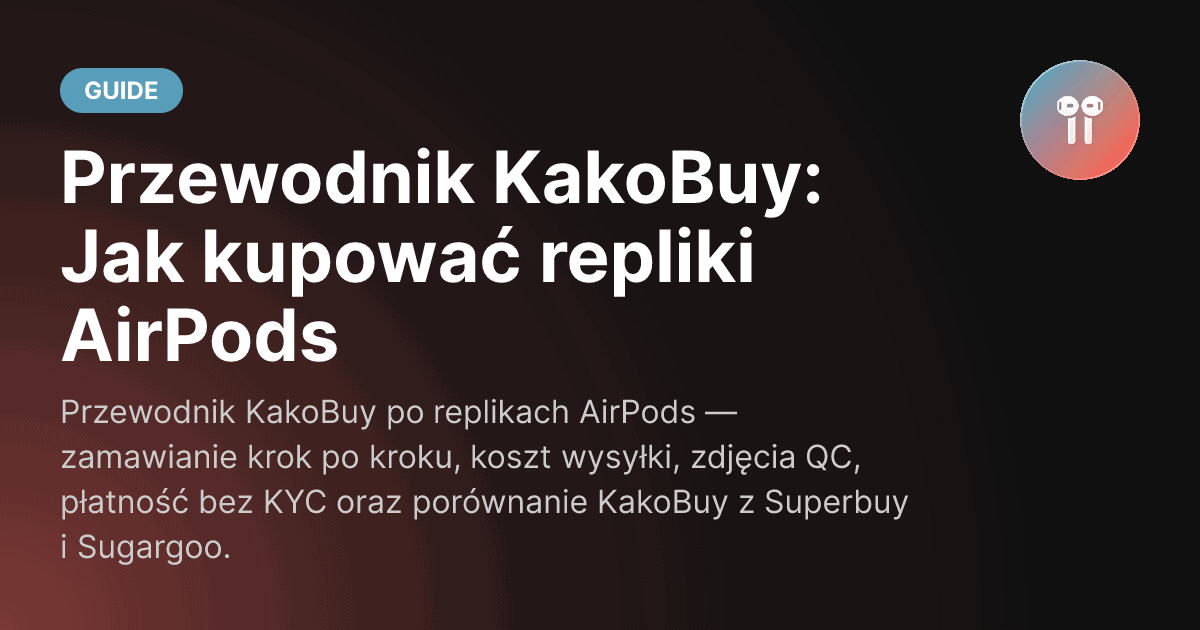 GUIDE
Przewodnik KakoBuy:
Jak kupować repliki
AirPods
Przewodnik KakoBuy po replikach AirPods —
zamawianie krok po kroku, koszt wysyłki, zdjęcia QC,
płatność bez KYC oraz porównanie KakoBuy z Superbuy
i Sugargoo.